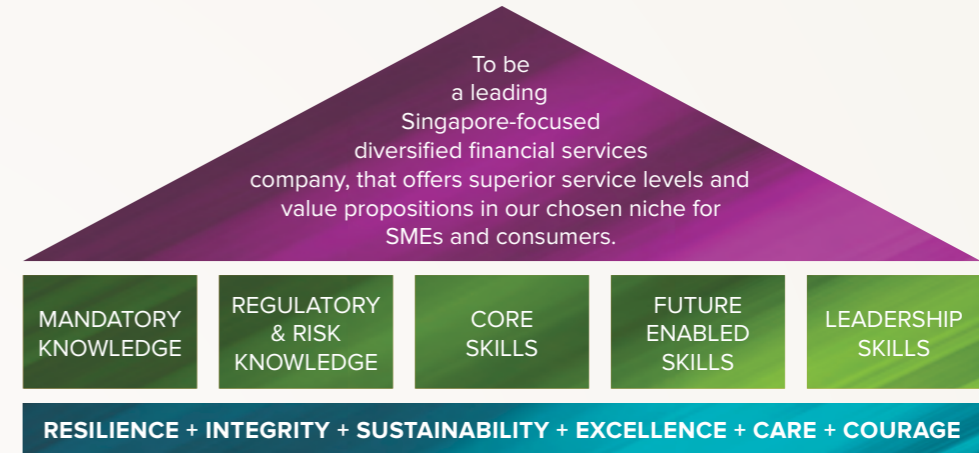 To be
a leading
Singapore-focused
diversified financial services
company, that offers superior service levels and
value propositions in our chosen niche for
SMEs and consumers.
MANDATORY
KNOWLEDGE
REGULATORY
& RISK
KNOWLEDGE
CORE
SKILLS
FUTURE
ENABLED
SKILLS
LEADERSHIP
SKILLS
RESILIENCE + INTEGRITY + SUSTAINABILITY + EXCELLENCE + CARE + COURAGE